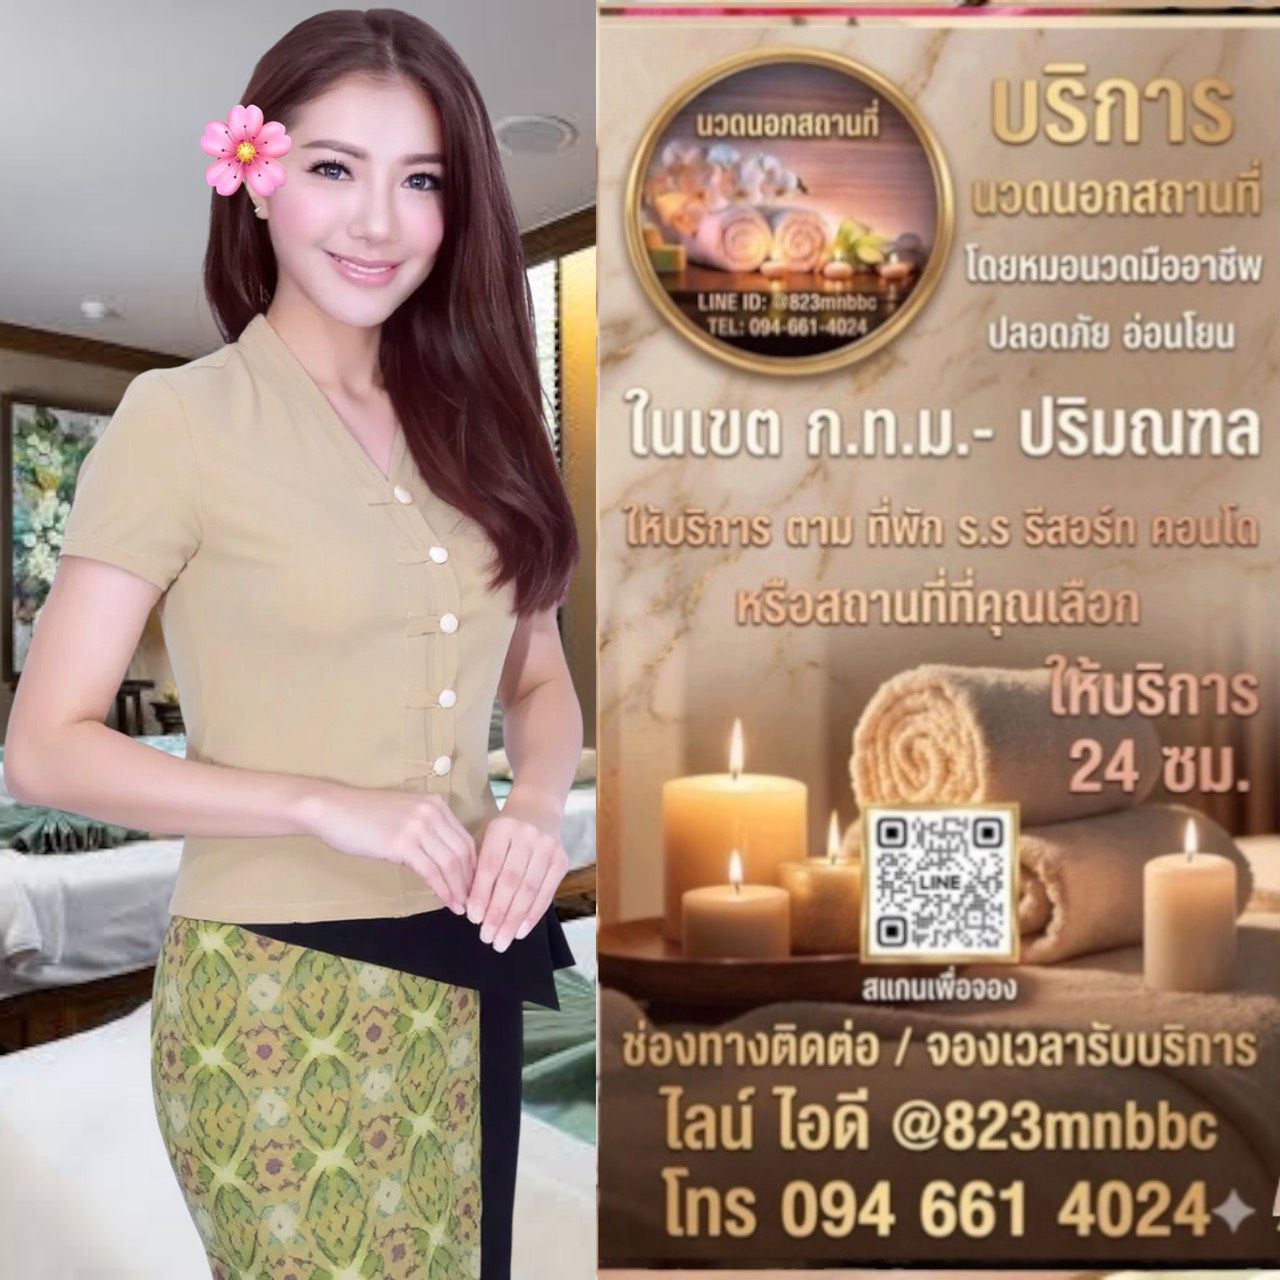 นวดนอกสถานที่
LINE ID: @823mnbbc
TEL: 094-661-4024
บริการ
นวดนอกสถานที่
โดยหมอนวดมืออาชีพ
ปลอดภัย อ่อนโยน
ในเขต ก.ท.ม.- ปริมณฑล
ให้บริการ ตาม ที่พัก ร.ร รีสอร์ท คอนโด
หรือสถานที่ที่คุณเลือก
ให้บริการ
24 ซม.
LINE
สแกนเพื่อจอง
ช่องทางติดต่อ / จองเวลารับบริการ
ไลน์ ไอดี @823mnbbc
โทร 094 661 4024